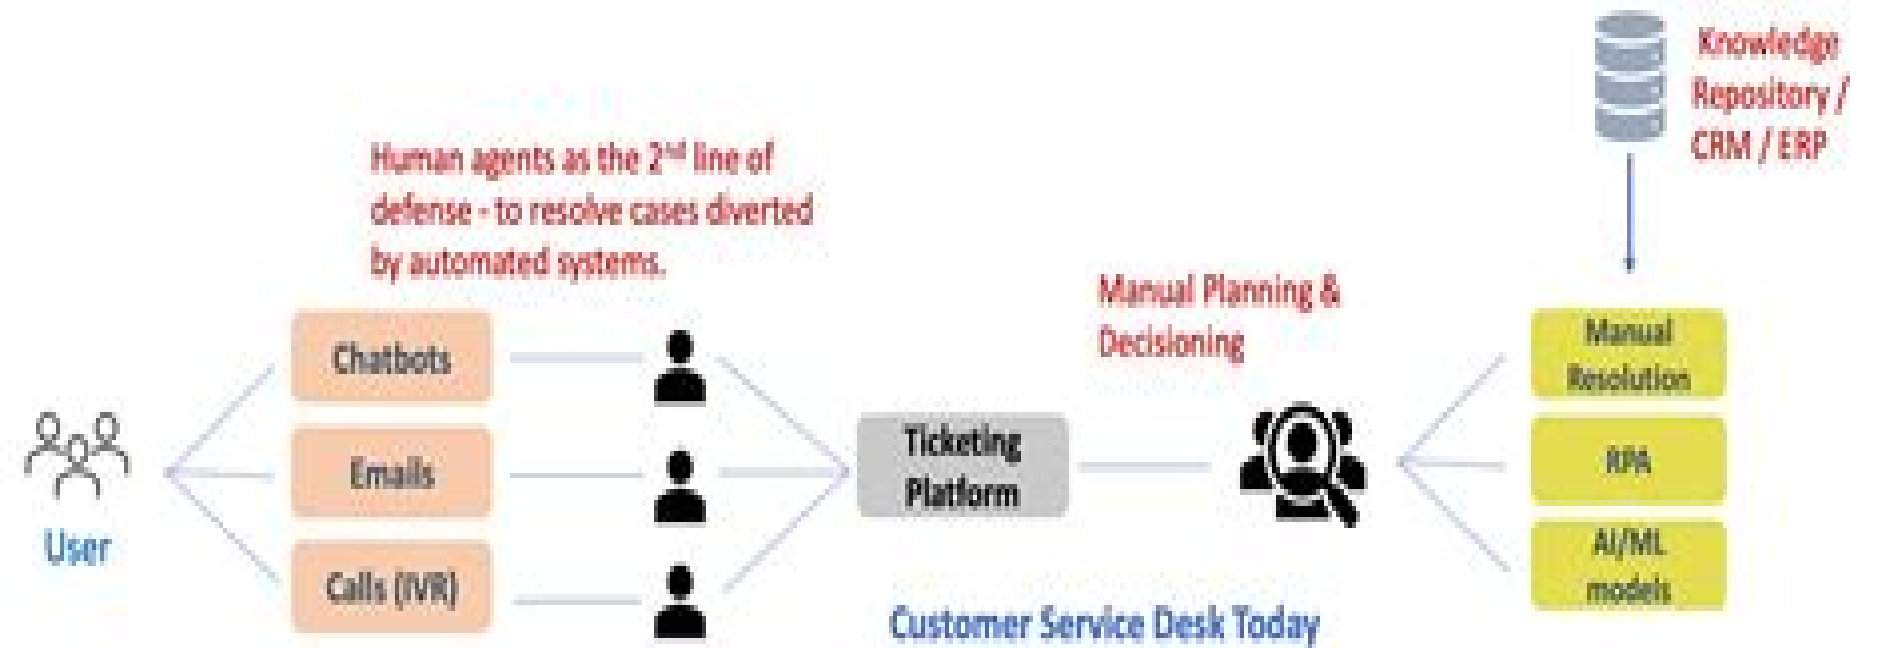 Knowledge
Repository /
CRM / ERP
Human agents as the 2nd line of
defense - to resolve cases diverted
by automated systems.
Manual Planning &
Decisioning
Chatbots
Emails
Calls (IVR)
User
Ticketing
Platform
Manual
Resolution
RPA
AI/ML
models
Customer Service Desk Today